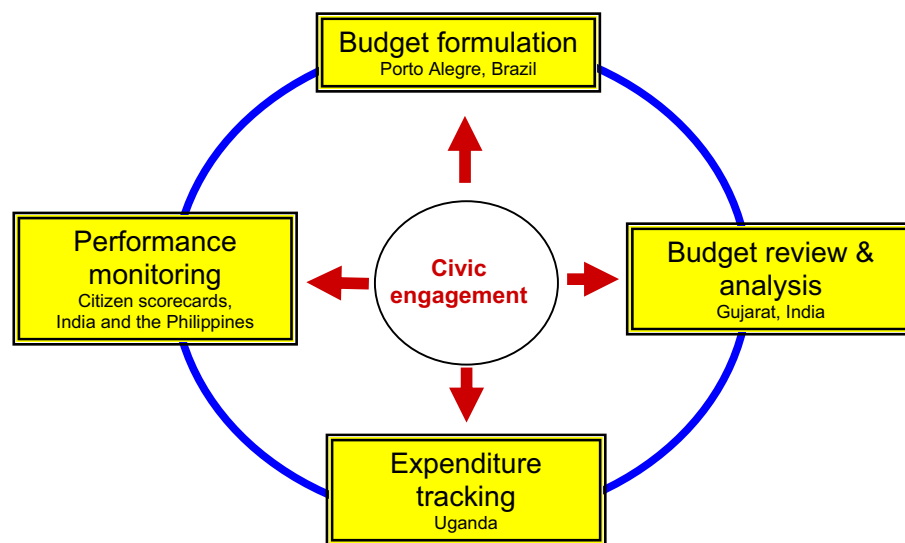 Budget formulation
Porto Alegre, Brazil
Performance
monitoring
Citizen scorecards,
India and the Philippines
Civic
engagement
Budget review &
analysis
Gujarat, India
Expenditure
tracking
Uganda